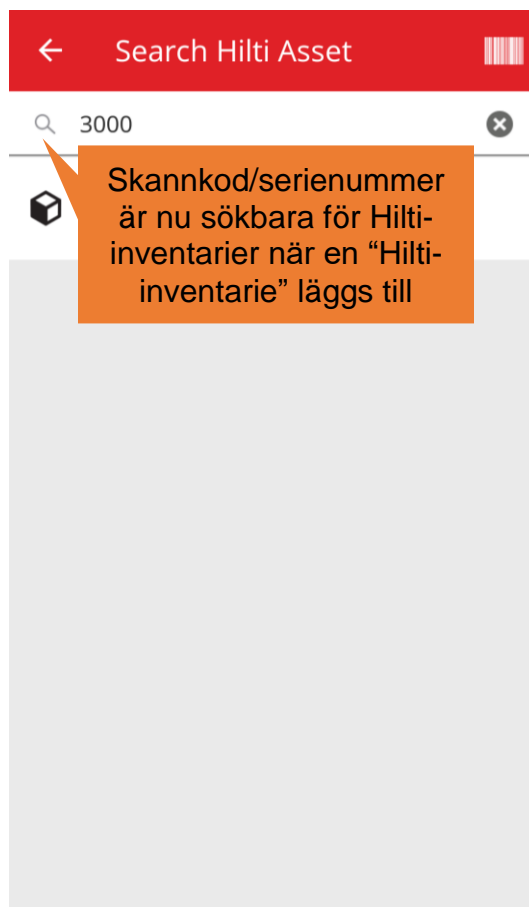 Search Hilti Asset
3000
Skannkod/serienummer
är nu sökbara för Hilti-
inventarier när en “Hilti-
inventarie” läggs till